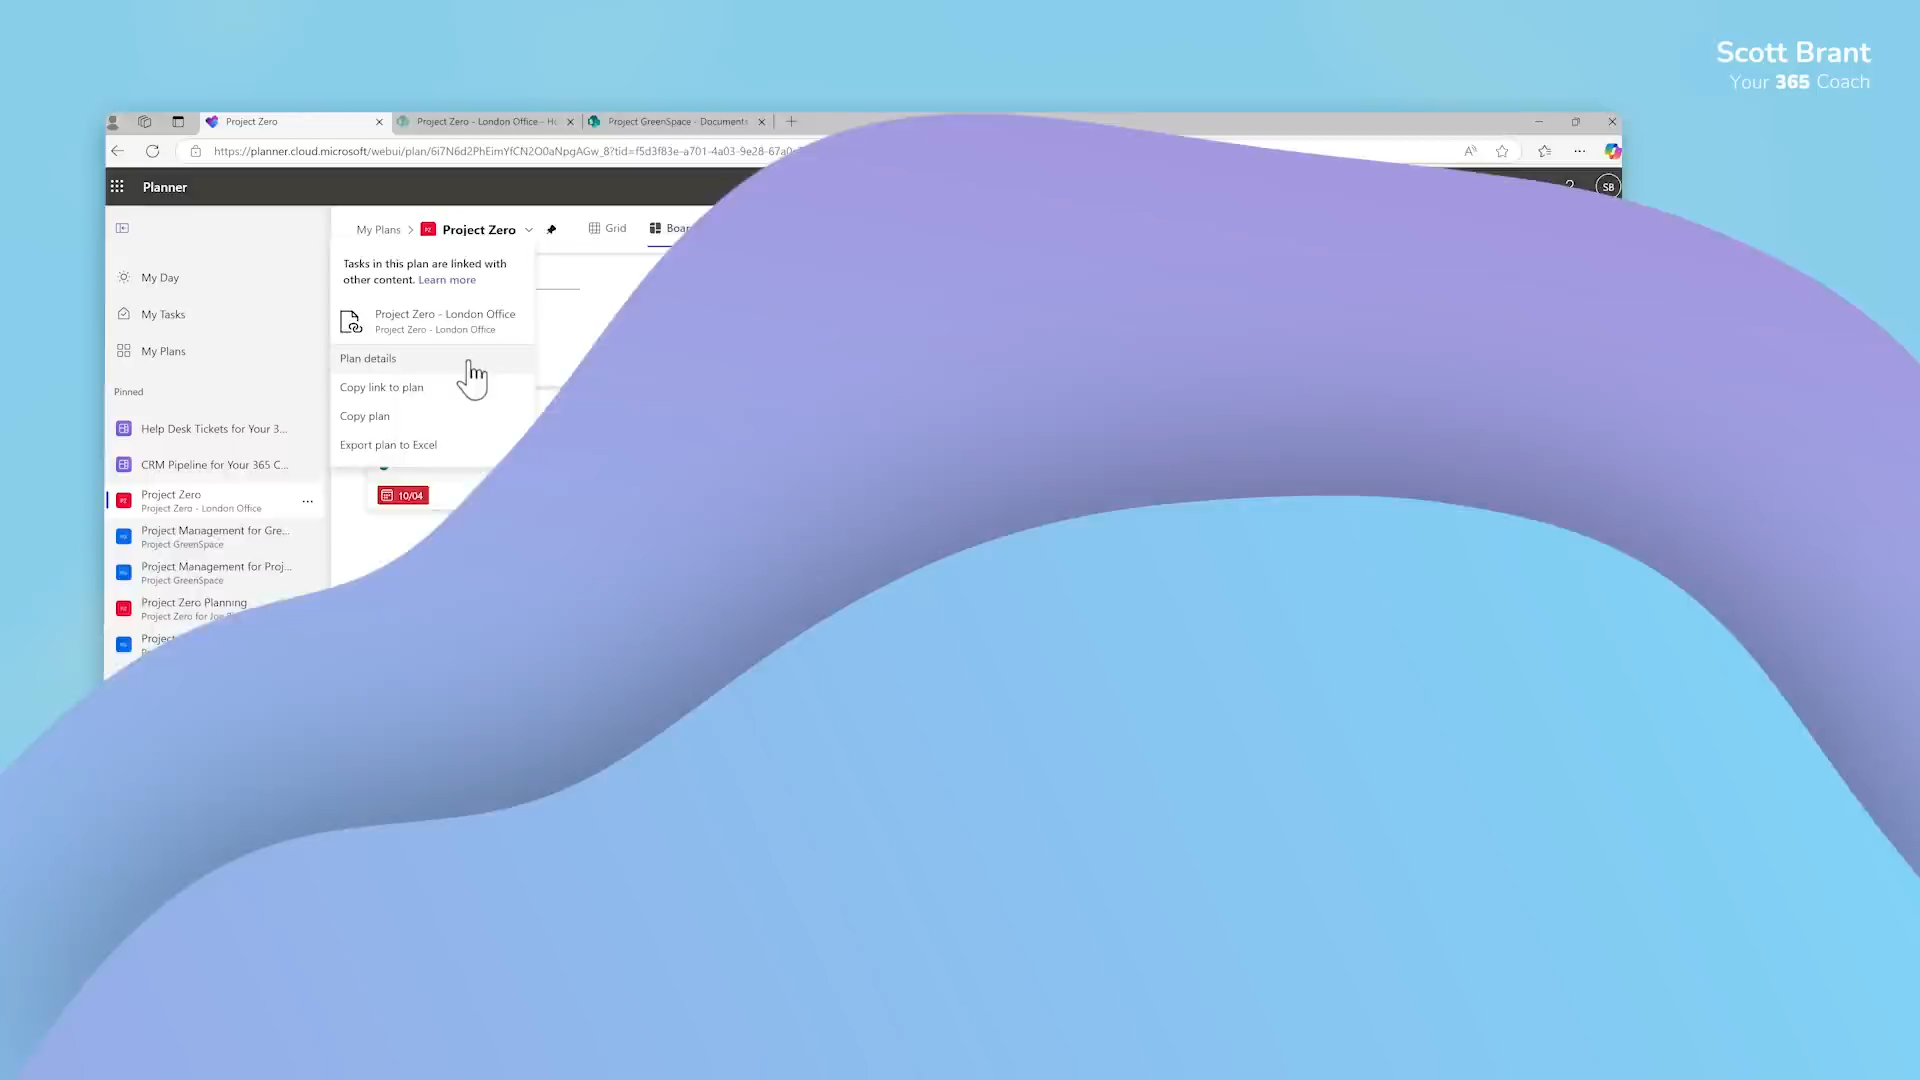 Scott Brant
Your 365 Coach
Project Zero
Project Zero - London Office - Ho
Project GreenSpace - Documents
https://planner.cloud.microsoft/webui/plan/6i7N6d2PhEimYfCN2O0aNpgAGw_8?tid=f5d3f83e-a701-4a03-9e28-67a0
Planner
SB
My Plans > Project Zero
Grid
Boar
Tasks in this plan are linked with
other content. Learn more
Project Zero - London Office
Project Zero - London Office
Plan details
Copy link to plan
Copy plan
Export plan to Excel
10/04
My Day
My Tasks
My Plans
Pinned
Help Desk Tickets for Your 3...
CRM Pipeline for Your 365 C...
Project Zero
Project Zero - London Office
Project Management for Gre...
Project GreenSpace
Project Management for Proj...
Project GreenSpace
Project Zero Planning
Project Zero for Joe